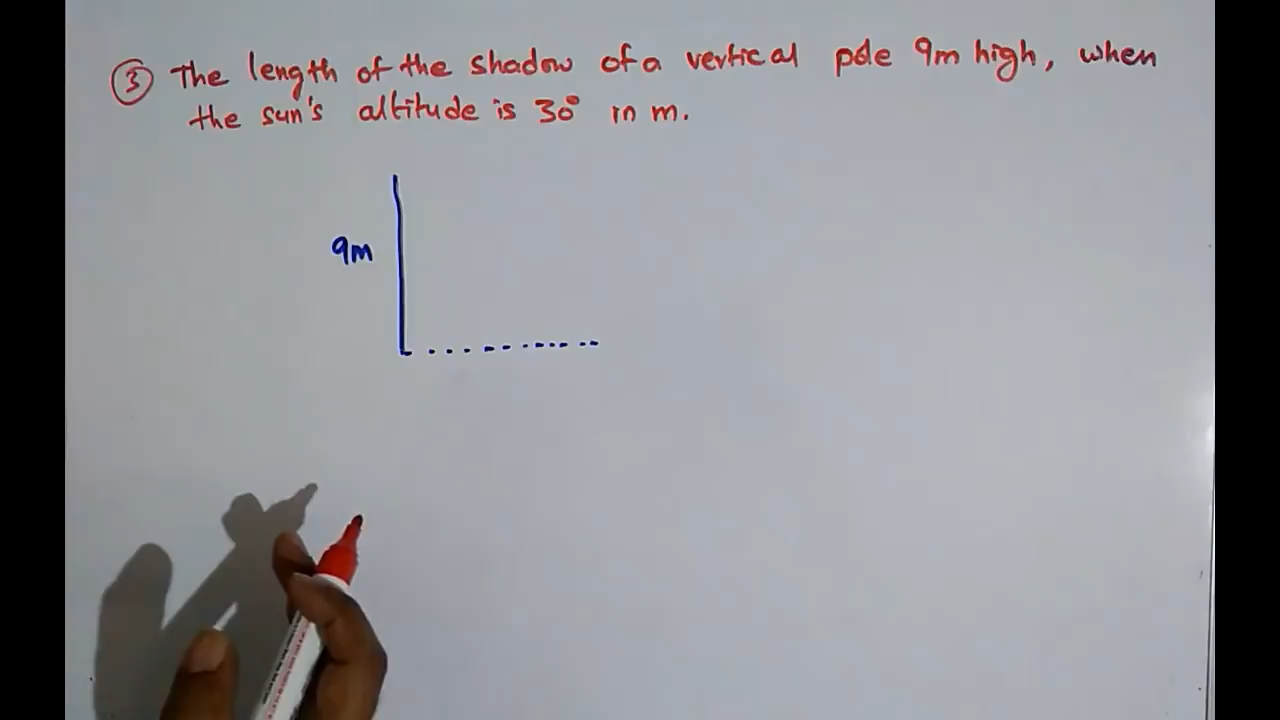 ③ The length of the shadow of a vertical pole 9m high, when
the sun's altitude is 30° in m.
9m